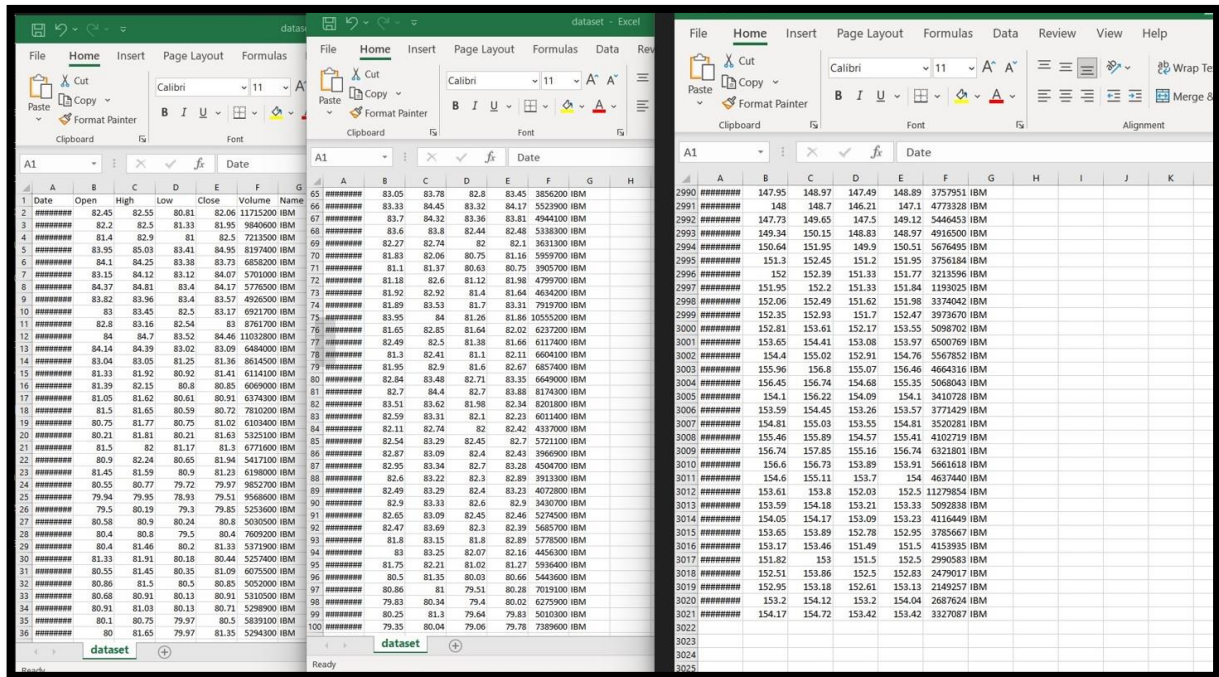 datas
File Home Insert Page Layout Formulas
Paste
Cut
Copy
Format Painter
Clipboard
Calibri 11 A
B I U A
Font
A1 fx Date
A B C D E F G
1 Date Open High Low Close Volume Name
2 ######## 82.45 82.55 80.81 82.06 11715200 IBM
3 ######## 82.2 82.5 81.33 81.95 9840600 IBM
4 ######## 81.4 82.9 81 82.5 7213500 IBM
5 ######## 83.95 85.03 83.41 84.95 8197400 IBM
6 ######## 84.1 84.25 83.38 83.73 6858200 IBM
7 ######## 83.15 84.12 83.12 84.07 5701000 IBM
8 ######## 84.37 84.81 83.4 84.17 5776500 IBM
9 ######## 83.82 83.96 83.4 83.57 4926500 IBM
10 ######## 83 83.45 82.5 83.17 6921700 IBM
11 ######## 82.8 83.16 82.54 83 8761700 IBM
12 ######## 84 84.7 83.52 84.46 11032800 IBM
13 ######## 84.14 84.39 83.02 83.09 6484000 IBM
14 ######## 83.04 83.05 81.25 81.36 8614500 IBM
15 ######## 81.33 81.92 80.92 81.41 6114100 IBM
16 ######## 81.39 82.15 80.8 80.85 6069000 IBM
17 ######## 81.05 81.62 80.61 80.91 6374300 IBM
18 ######## 81.5 81.65 80.59 80.72 7810200 IBM
19 ######## 80.75 81.77 80.75 81.02 6103400 IBM
20 ######## 80.21 81.81 80.21 81.63 5325100 IBM
21 ######## 81.5 82 81.17 81.3 6771600 IBM
22 ######## 80.9 82.24 80.65 81.94 5417100 IBM
23 ######## 81.45 81.59 80.9 81.23 6198000 IBM
24 ######## 80.55 80.77 79.72 79.97 9852700 IBM
25 ######## 79.94 79.95 78.93 79.51 9568600 IBM
26 ######## 79.5 80.19 79.3 79.85 5253600 IBM
27 ######## 80.58 80.9 80.24 80.8 5030500 IBM
28 ######## 80.4 80.8 79.5 80.4 7609200 IBM
29 ######## 80.4 81.46 80.2 81.33 5371900 IBM
30 ######## 81.33 81.91 80.18 80.44 5257400 IBM
31 ######## 80.55 81.45 80.35 81.09 6075500 IBM
32 ######## 80.86 81.5 80.5 80.85 5052000 IBM
33 ######## 80.68 80.91 80.13 80.91 5310500 IBM
34 ######## 80.91 81.03 80.13 80.71 5298900 IBM
35 ######## 80.1 80.75 79.97 80.5 5839100 IBM
36 ######## 80 81.65 79.97 81.35 5294300 IBM
dataset
Ready
dataset - Excel
File Home Insert Page Layout Formulas Data Rev
Paste
Cut
Copy
Format Painter
Clipboard
Calibri 11 A A
B I U A
Font
A1 fx Date
A B C D E F G H
65 ######## 83.05 83.78 82.8 83.45 3856200 IBM
66 ######## 83.33 84.45 83.32 84.17 5523900 IBM
67 ######## 83.7 84.32 83.36 83.81 4944100 IBM
68 ######## 83.6 83.8 82.44 82.48 5338300 IBM
69 ######## 82.27 82.74 82 82.1 3631300 IBM
70 ######## 81.83 82.06 80.75 81.16 5959700 IBM
71 ######## 81.1 81.37 80.63 80.75 3905700 IBM
72 ######## 81.18 82.6 81.12 81.98 4799700 IBM
73 ######## 81.92 82.92 81.4 81.64 4634200 IBM
74 ######## 81.89 83.53 81.7 83.31 7919700 IBM
75 ######## 83.95 84 81.26 81.86 10555200 IBM
76 ######## 81.65 82.85 81.64 82.02 6237200 IBM
77 ######## 82.49 82.5 81.38 81.66 6117400 IBM
78 ######## 81.3 82.41 81.1 82.11 6604100 IBM
79 ######## 81.95 82.9 81.6 82.67 6857400 IBM
80 ######## 82.84 83.48 82.71 83.35 6649000 IBM
81 ######## 82.7 84.4 82.7 83.88 8174300 IBM
82 ######## 83.51 83.62 81.98 82.34 8201800 IBM
83 ######## 82.59 83.31 82.1 82.23 6011400 IBM
84 ######## 82.11 82.74 82 82.42 4337000 IBM
85 ######## 82.54 83.29 82.45 82.7 5721100 IBM
86 ######## 82.87 83.09 82.4 82.43 3966900 IBM
87 ######## 82.95 83.34 82.7 83.28 4504700 IBM
88 ######## 82.6 83.22 82.3 82.89 3913300 IBM
89 ######## 82.49 83.29 82.4 83.23 4072800 IBM
90 ######## 82.9 83.33 82.6 82.9 3430700 IBM
91 ######## 82.65 83.09 82.45 82.46 5274500 IBM
92 ######## 82.47 83.69 82.3 82.39 5685700 IBM
93 ######## 81.8 83.15 81.8 82.89 5778500 IBM
94 ######## 83 83.25 82.07 82.16 4456300 IBM
95 ######## 81.75 82.21 81.02 81.27 5936400 IBM
96 ######## 80.5 81.35 80.03 80.66 5443600 IBM
97 ######## 80.86 81 79.51 80.28 7019100 IBM
98 ######## 79.83 80.34 79.4 80.02 6275900 IBM
99 ######## 80.25 81.3 79.64 79.83 5010300 IBM
100 ######## 79.35 80.04 79.06 79.78 7389600 IBM
dataset
Ready
File Home Insert Page Layout Formulas Data Review View Help
Paste
Cut
Copy
Format Painter
Clipboard
Calibri 11 A A
B I U A
Font
ab Wrap Te
Merge &
Alignment
A1 fx Date
A B C D E F G H I J K
2990 ######## 147.95 148.97 147.49 148.89 3757951 IBM
2991 ######## 148 148.7 146.21 147.1 4773328 IBM
2992 ######## 147.73 149.65 147.5 149.12 5446453 IBM
2993 ######## 149.34 150.15 148.83 148.97 4916500 IBM
2994 ######## 150.64 151.95 149.9 150.51 5676495 IBM
2995 ######## 151.3 152.45 151.2 151.95 3756184 IBM
2996 ######## 152 152.39 151.33 151.77 3213596 IBM
2997 ######## 151.95 152.2 151.33 151.84 1193025 IBM
2998 ######## 152.06 152.49 151.62 151.98 3374042 IBM
2999 ######## 152.35 152.93 151.7 152.47 3973670 IBM
3000 ######## 152.81 153.61 152.17 153.55 5098702 IBM
3001 ######## 153.65 154.41 153.08 153.97 6500769 IBM
3002 ######## 154.4 155.02 152.91 154.76 5567852 IBM
3003 ######## 155.96 156.8 155.07 156.46 4664316 IBM
3004 ######## 156.45 156.74 154.68 155.35 5068043 IBM
3005 ######## 154.1 156.22 154.09 154.1 3410728 IBM
3006 ######## 153.59 154.45 153.26 153.57 3771429 IBM
3007 ######## 154.81 155.03 153.55 154.81 3520281 IBM
3008 ######## 155.46 155.89 154.57 155.41 4102719 IBM
3009 ######## 156.74 157.85 155.16 156.74 6321801 IBM
3010 ######## 156.6 156.73 153.89 153.91 5661618 IBM
3011 ######## 154.6 155.11 153.7 154 4637440 IBM
3012 ######## 153.61 153.8 152.03 152.5 11279854 IBM
3013 ######## 153.59 154.18 153.21 153.33 5092838 IBM
3014 ######## 154.05 154.17 153.09 153.23 4116449 IBM
3015 ######## 153.65 153.89 152.78 152.95 3785667 IBM
3016 ######## 153.17 153.46 151.49 151.5 4153935 IBM
3017 ######## 151.82 153 151.5 152.5 2990583 IBM
3018 ######## 152.51 153.86 152.5 152.83 2479017 IBM
3019 ######## 152.95 153.18 152.61 153.13 2149257 IBM
3020 ######## 153.2 154.12 153.2 154.04 2687624 IBM
3021 ######## 154.17 154.72 153.42 153.42 3327087 IBM
3022
3023
3024
3025